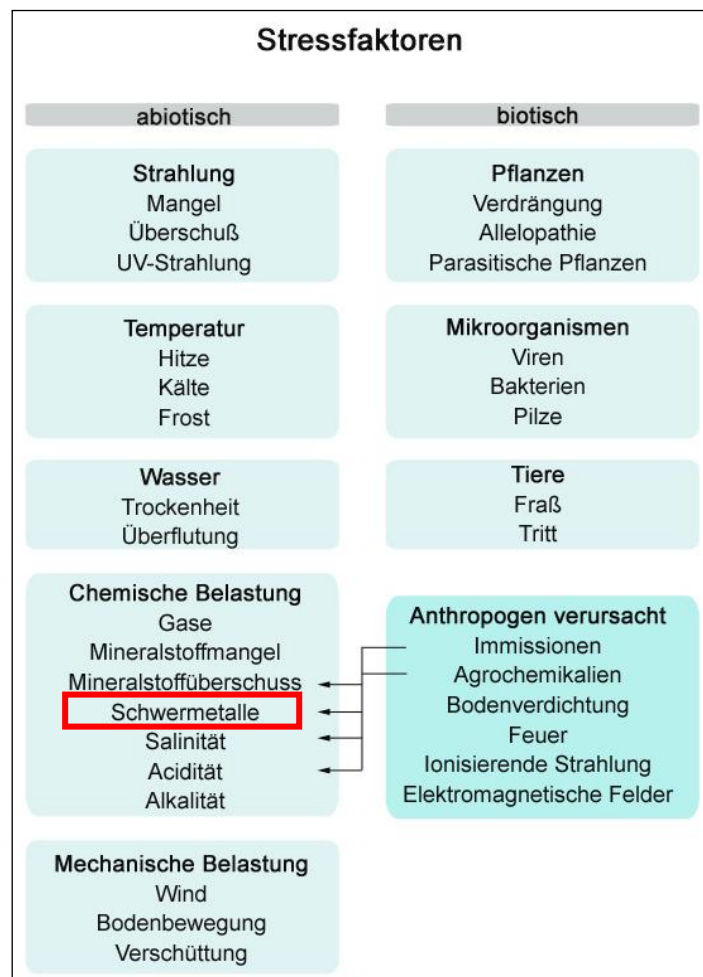 Stressfaktoren
abiotisch
Strahlung
Mangel
Überschuß
UV-Strahlung
Temperatur
Hitze
Kälte
Frost
Wasser
Trockenheit
Überflutung
Chemische Belastung
Gase
Mineralstoffmangel
Mineralstoffüberschuss
Schwermetalle
Salinität
Acidität
Alkalität
Mechanische Belastung
Wind
Bodenbewegung
Verschüttung
biotisch
Pflanzen
Verdrängung
Allelopathie
Parasitische Pflanzen
Mikroorganismen
Viren
Bakterien
Pilze
Tiere
Fraß
Tritt
Anthropogen verursacht
Immissionen
Agrochemikalien
Bodenverdichtung
Feuer
Ionisierende Strahlung
Elektromagnetische Felder